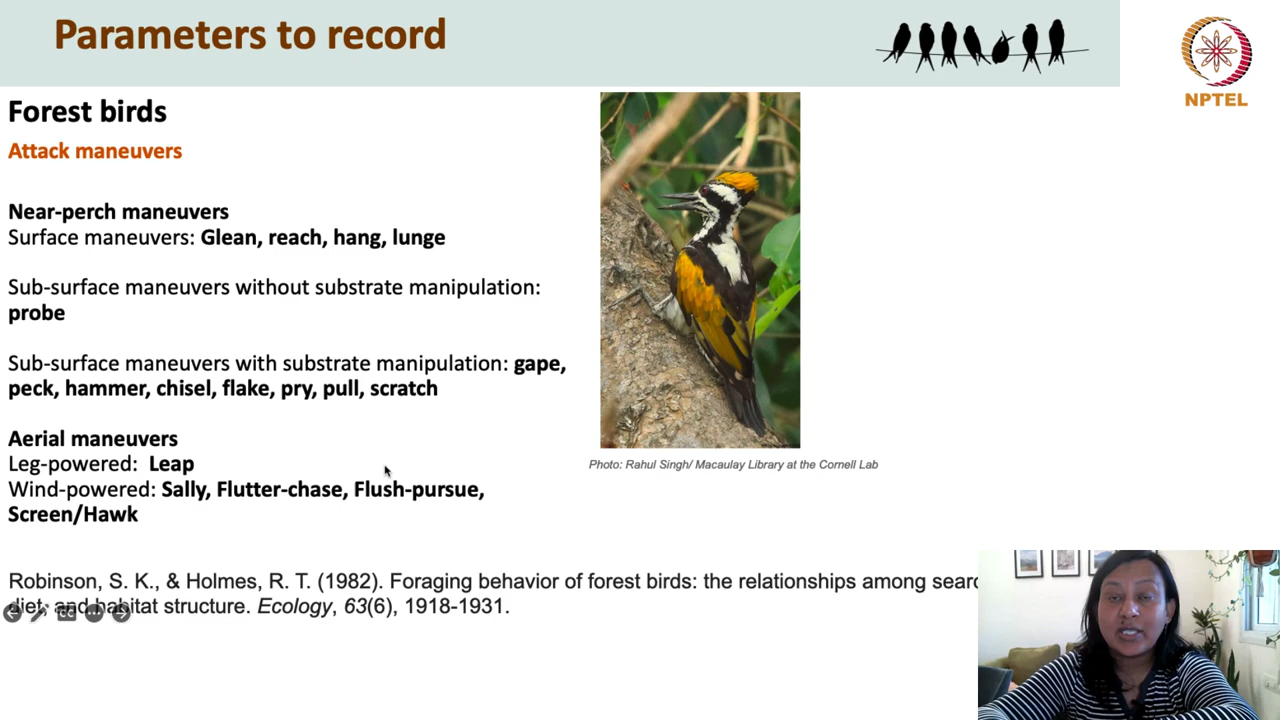 Parameters to record
NPTEL
Forest birds
Attack maneuvers
Near-perch maneuvers
Surface maneuvers: Glean, reach, hang, lunge
Sub-surface maneuvers without substrate manipulation:
probe
Sub-surface maneuvers with substrate manipulation: gape,
peck, hammer, chisel, flake, pry, pull, scratch
Aerial maneuvers
Leg-powered: Leap
Wind-powered: Sally, Flutter-chase, Flush-pursue,
Screen/Hawk
Photo: Rahul Singh/ Macaulay Library at the Cornell Lab
Robinson, S. K., & Holmes, R. T. (1982). Foraging behavior of forest birds: the relationships among
diet, and habitat structure. Ecology, 63(6), 1918-1931.
CC